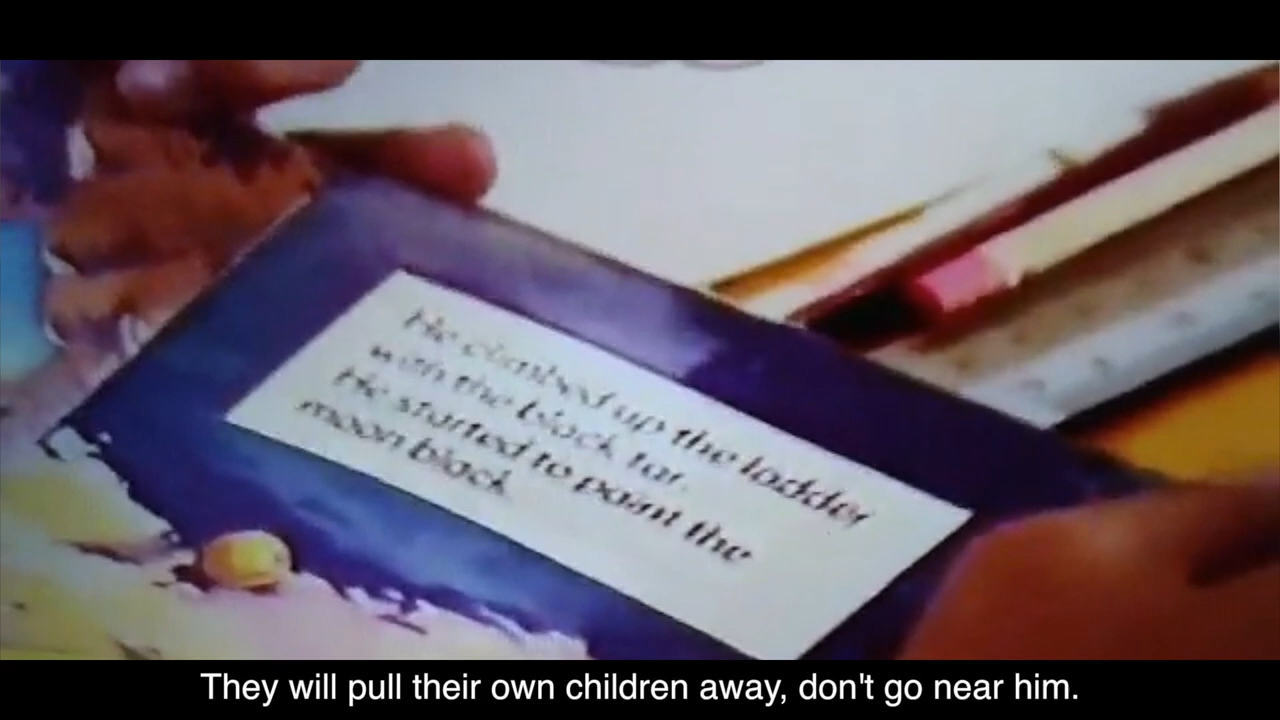 He climbed up the ladder
with the black tar.
He started to paint the
moon black.
They will pull their own children away, don't go near him.